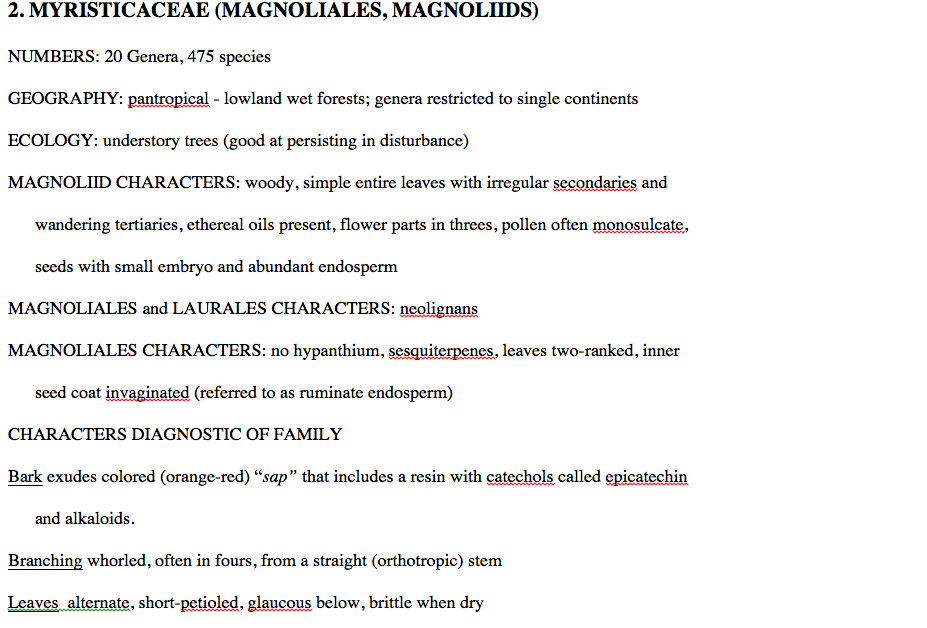 2. MYRISTICACEAE (MAGNOLIALES, MAGNOLIIDS)
NUMBERS: 20 Genera, 475 species
GEOGRAPHY: pantropical - lowland wet forests; genera restricted to single continents
ECOLOGY: understory trees (good at persisting in disturbance)
MAGNOLIID CHARACTERS: woody, simple entire leaves with irregular secondaries and
wandering tertiaries, ethereal oils present, flower parts in threes, pollen often monosulcate,
seeds with small embryo and abundant endosperm
MAGNOLIALES and LAURALES CHARACTERS: neolignans
MAGNOLIALES CHARACTERS: no hypanthium, sesquiterpenes, leaves two-ranked, inner
seed coat invaginated (referred to as ruminate endosperm)
CHARACTERS DIAGNOSTIC OF FAMILY
Bark exudes colored (orange-red) “sap” that includes a resin with catechols called epicatechin
and alkaloids.
Branching whorled, often in fours, from a straight (orthotropic) stem
Leaves alternate, short-petioled, glaucous below, brittle when dry